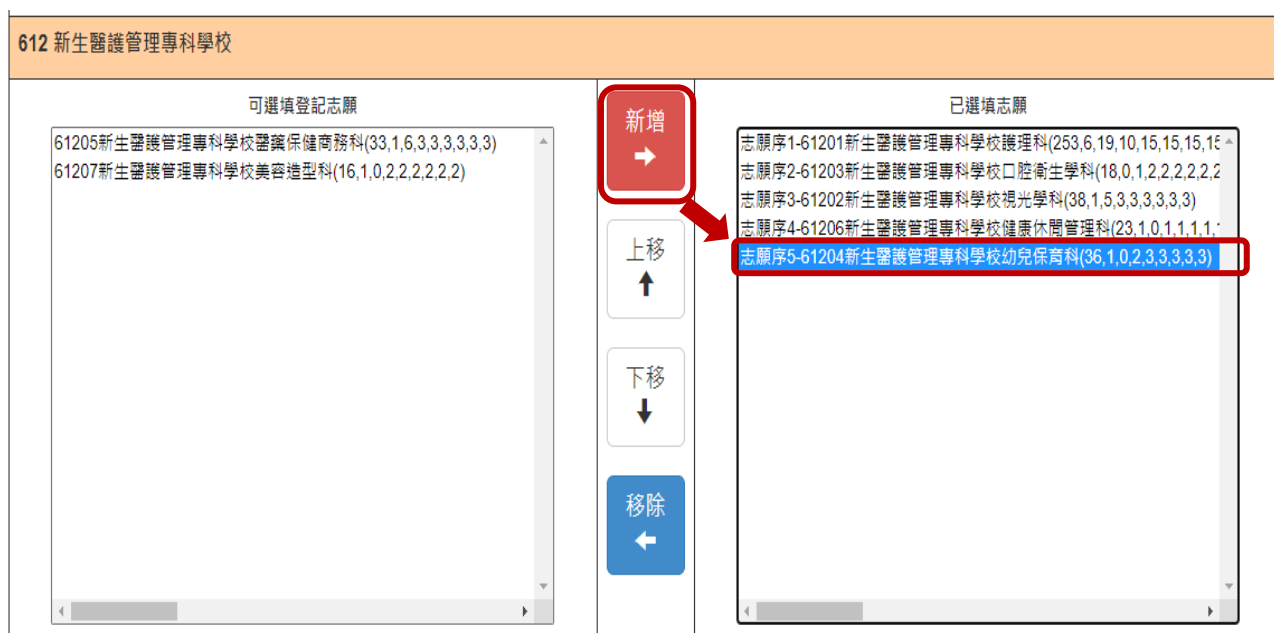 612 新生醫護管理專科學校
可選填登記志願
61205新生醫護管理專科學校醫藥保健商務科(33,1,6,3,3,3,3,3,3)
61207新生醫護管理專科學校美容造型科(16,1,0,2,2,2,2,2,2)
新增
上移
下移
移除
已選填志願
志願序1-61201新生醫護管理專科學校護理科(253,6,19,10,15,15,15,15
志願序2-61203新生醫護管理專科學校口腔衛生學科(18,0,1,2,2,2,2,2,2
志願序3-61202新生醫護管理專科學校視光學科(38,1,5,3,3,3,3,3,3)
志願序4-61206新生醫護管理專科學校健康休閒管理科(23,1,0,1,1,1,1,1
志願序5-61204新生醫護管理專科學校幼兒保育科(36,1,0,2,3,3,3,3,3)